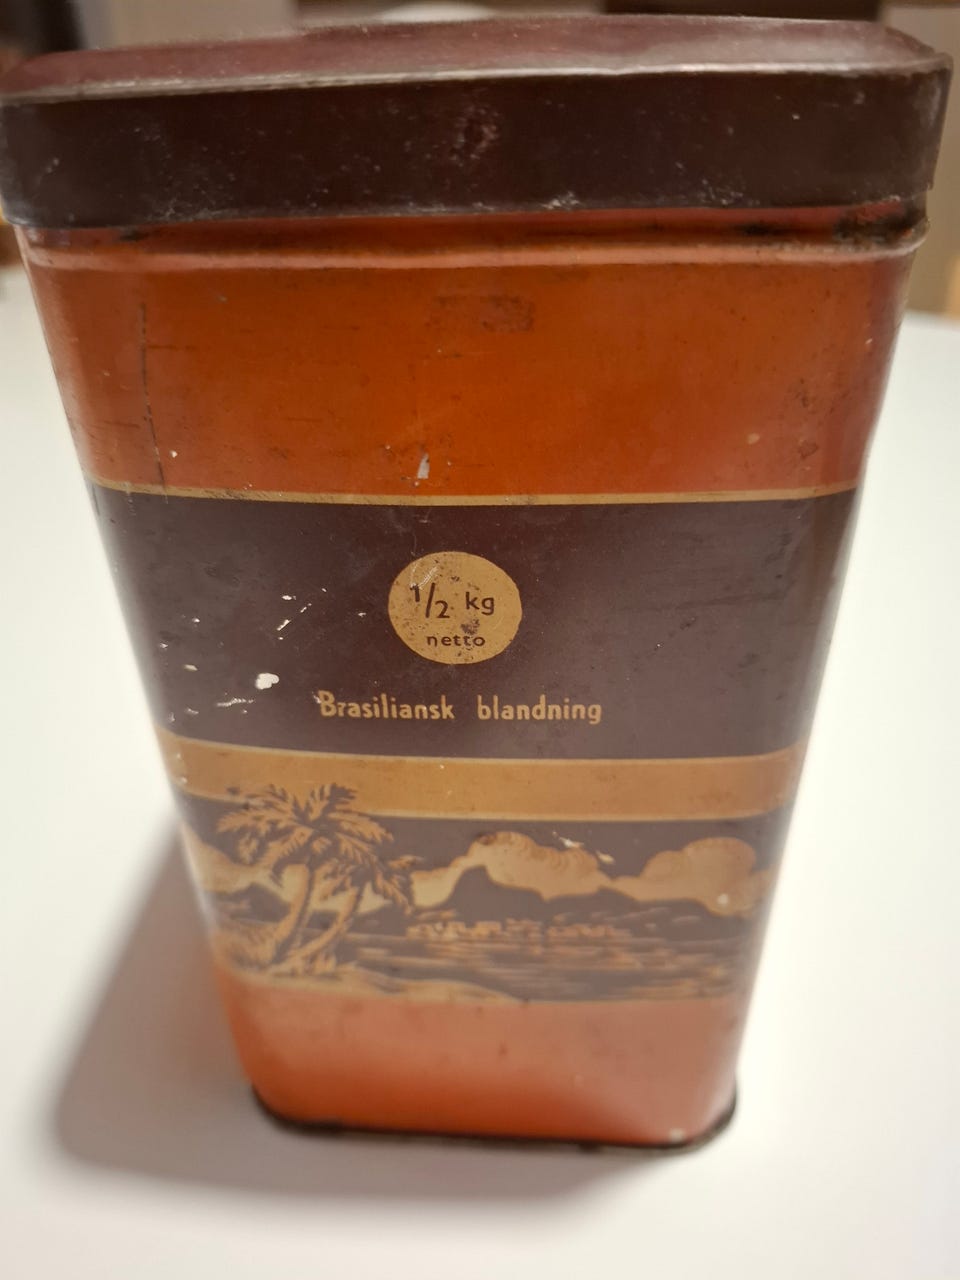 1/2 kg
netto
Brasiliansk blandning